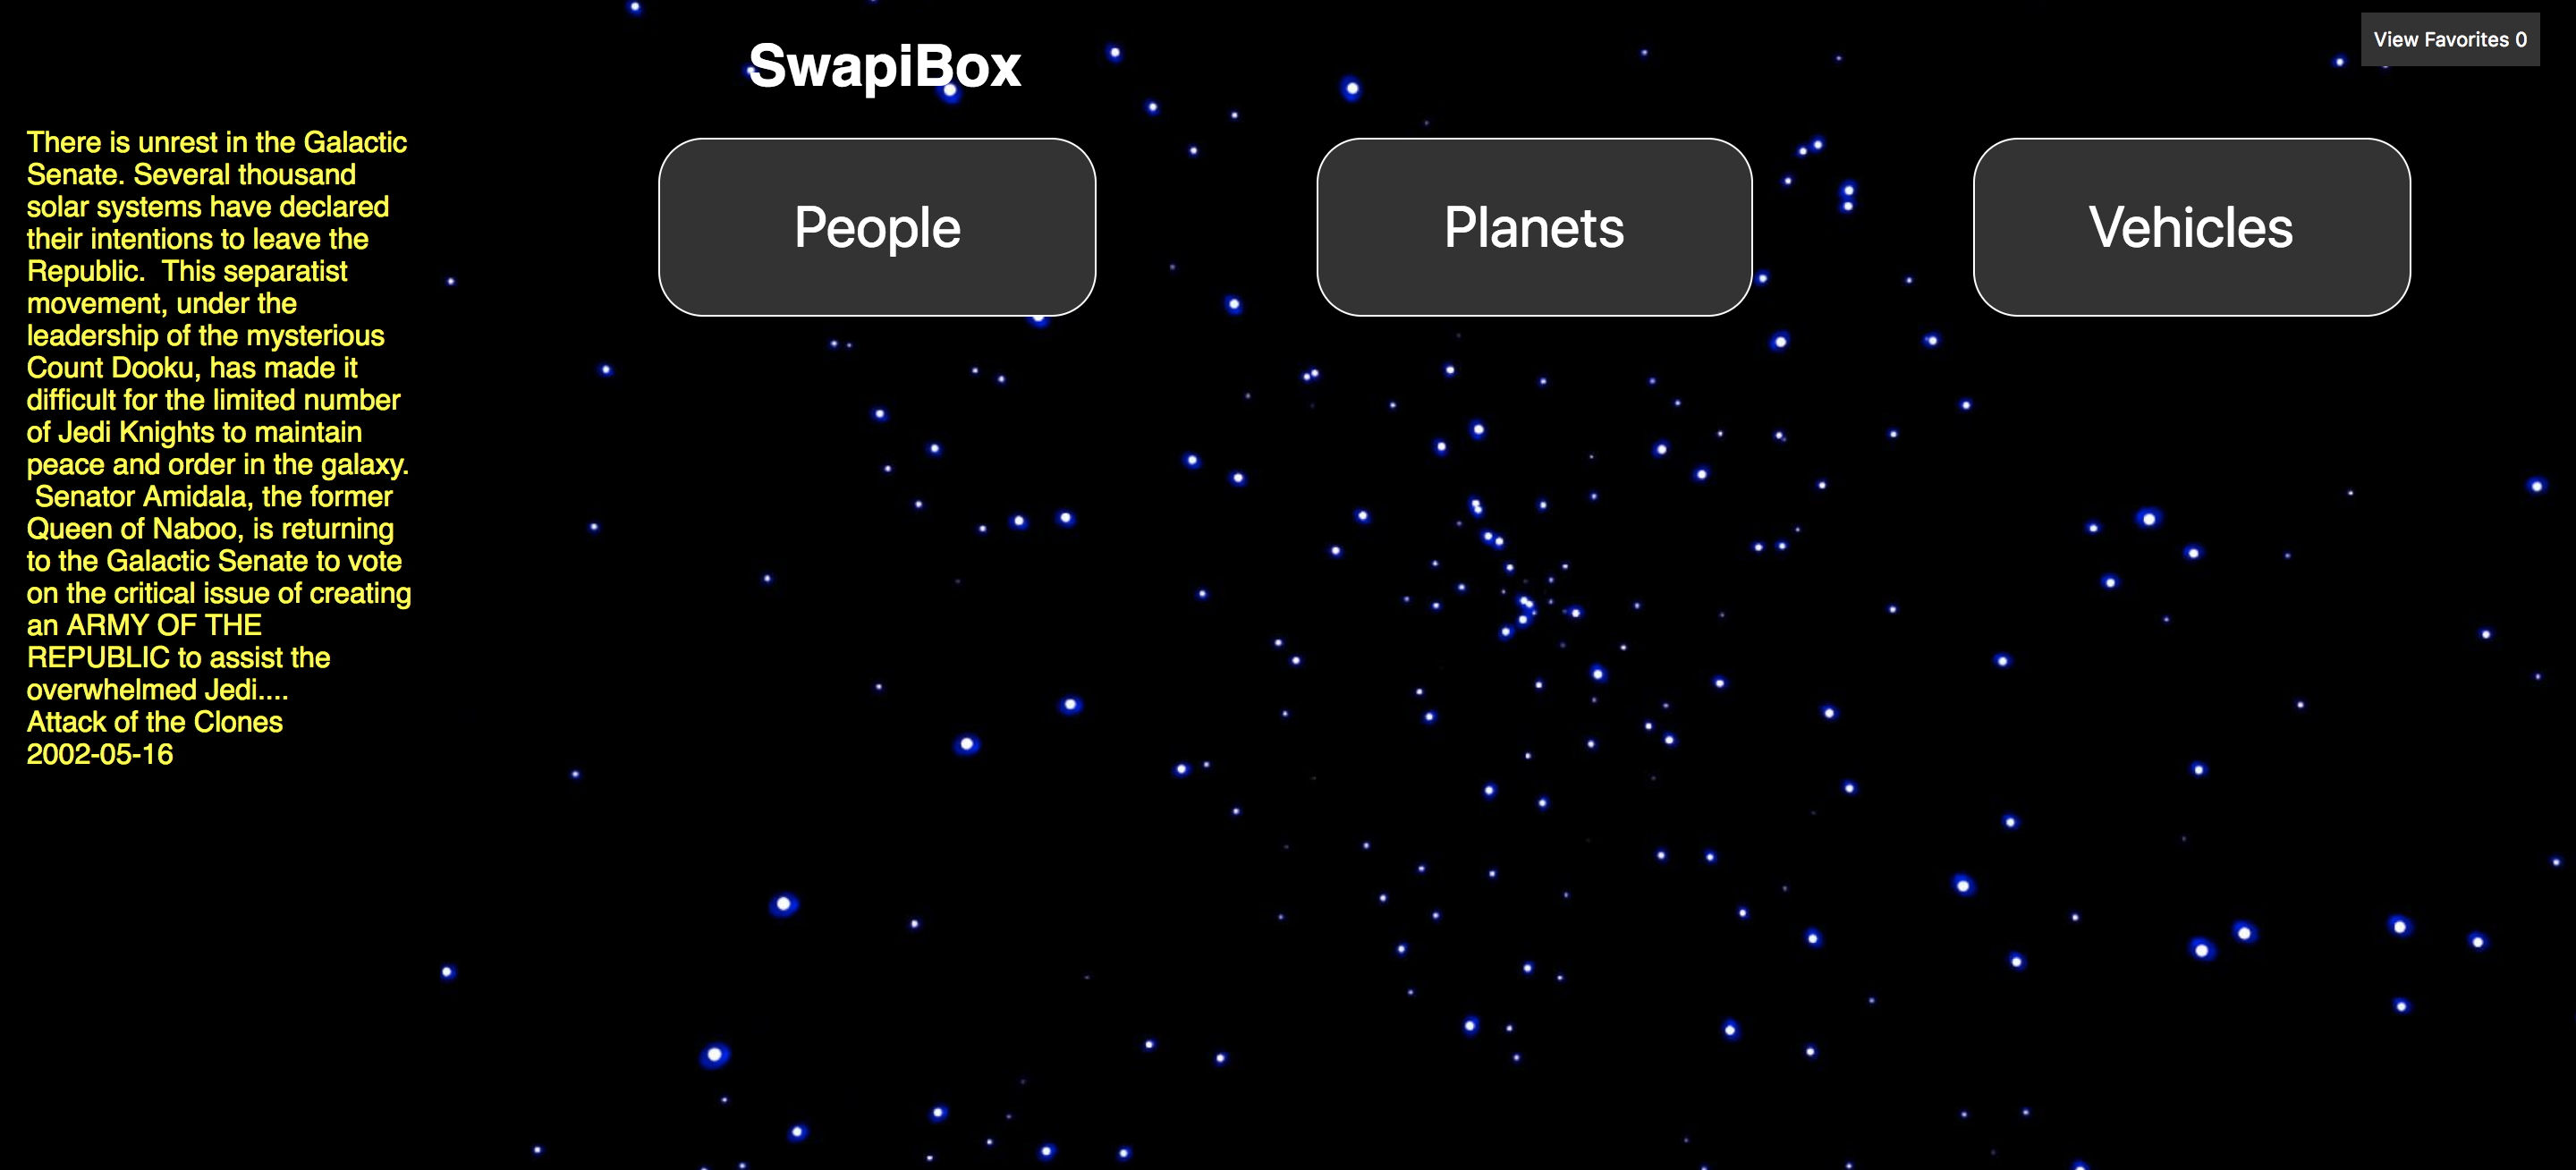 SwapiBox
View Favorites 0
People
Planets
Vehicles
There is unrest in the Galactic
Senate. Several thousand
solar systems have declared
their intentions to leave the
Republic.  This separatist
movement, under the
leadership of the mysterious
Count Dooku, has made it
difficult for the limited number
of Jedi Knights to maintain
peace and order in the galaxy.
Senator Amidala, the former
Queen of Naboo, is returning
to the Galactic Senate to vote
on the critical issue of creating
an ARMY OF THE
REPUBLIC to assist the
overwhelmed Jedi....
Attack of the Clones
2002-05-16